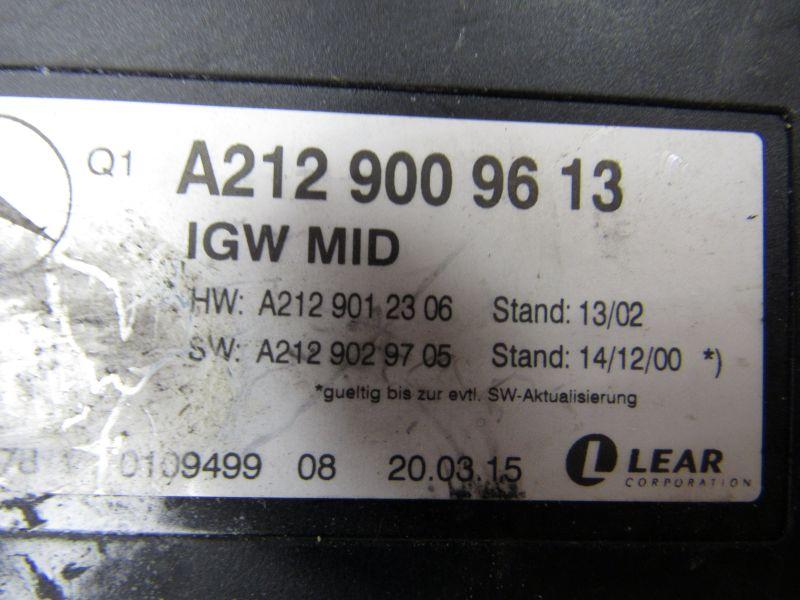 Q1 A212 900 96 13
IGW MID
HW: A212 901 23 06 Stand: 13/02
SW: A212 902 97 05 Stand: 14/12/00 *)
*gueltig bis zur evtl. SW-Aktualisierung
0109499 08 20.03.15
LEAR
CORPORATION